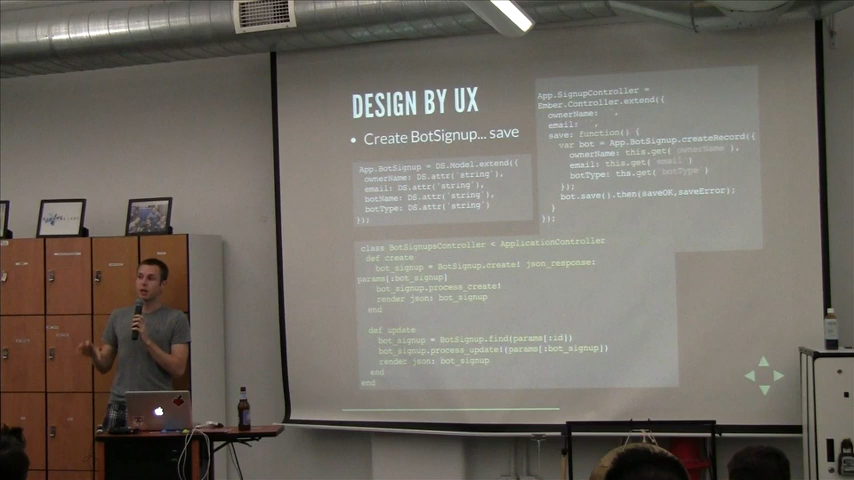 DESIGN BY UX
• Create BotSignup... save
App.BotSignup = DS.Model.extend({
ownerName: DS.attr('string'),
email: DS.attr('string'),
botName: DS.attr('string'),
botType: DS.attr('string')
});
App.SignupController =
Ember.Controller.extend({
ownerName: '',
email: '',
save: function() {
var bot = App.BotSignup.createRecord({
ownerName: this.get('ownerName'),
email: this.get('email')
botType: ths.get('botType')
});
bot.save().then(saveOK,saveError);
}
});
class BotSignupsController < ApplicationController
def create
bot_signup = BotSignup.create! json_response:
params[:bot_signup]
bot_signup.process_create!
render json: bot_signup
end
def update
bot_signup = BotSignup.find(params[:id])
bot_signup.process_update!(params[:bot_signup])
render json: bot_signup
end
end